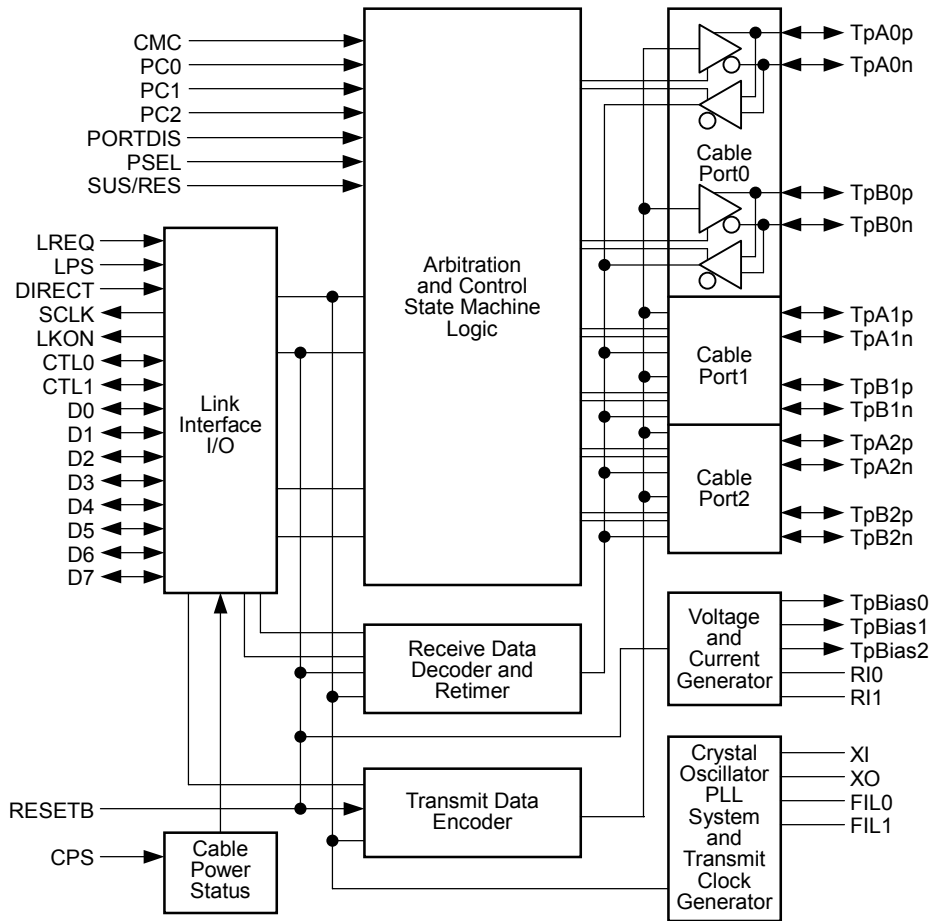 CMC
PC0
PC1
PC2
PORTDIS
PSEL
SUS/RES
LREQ
LPS
DIRECT
SCLK
LKON
CTL0
CTL1
D0
D1
D2
D3
D4
D5
D6
D7
RESETB
CPS
Link
Interface
I/O
Cable
Power
Status
Arbitration
and Control
State Machine
Logic
Receive Data
Decoder and
Retimer
Transmit Data
Encoder
Cable
Port0
Cable
Port1
Cable
Port2
Voltage
and
Current
Generator
Crystal
Oscillator
PLL
System
and
Transmit
Clock
Generator
TpA0p
TpA0n
TpB0p
TpB0n
TpA1p
TpA1n
TpB1p
TpB1n
TpA2p
TpA2n
TpB2p
TpB2n
TpBias0
TpBias1
TpBias2
RI0
RI1
XI
XO
FIL0
FIL1